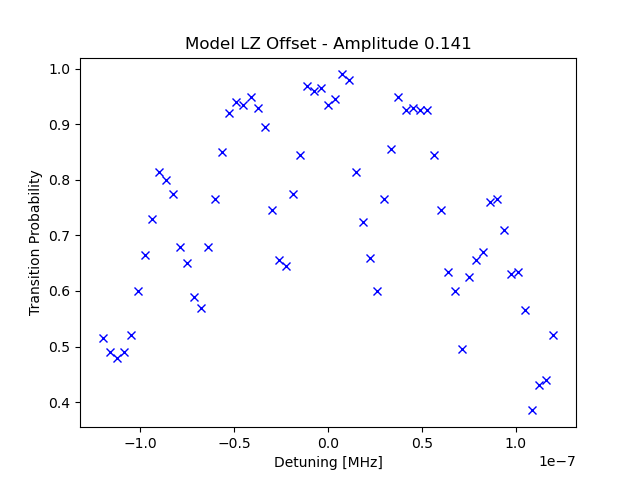 Model LZ Offset - Amplitude 0.141
1.0
0.9
0.8
0.7
0.6
0.5
0.4
Transition Probability
−1.0 −0.5 0.0 0.5 1.0
1e−7
Detuning [MHz]